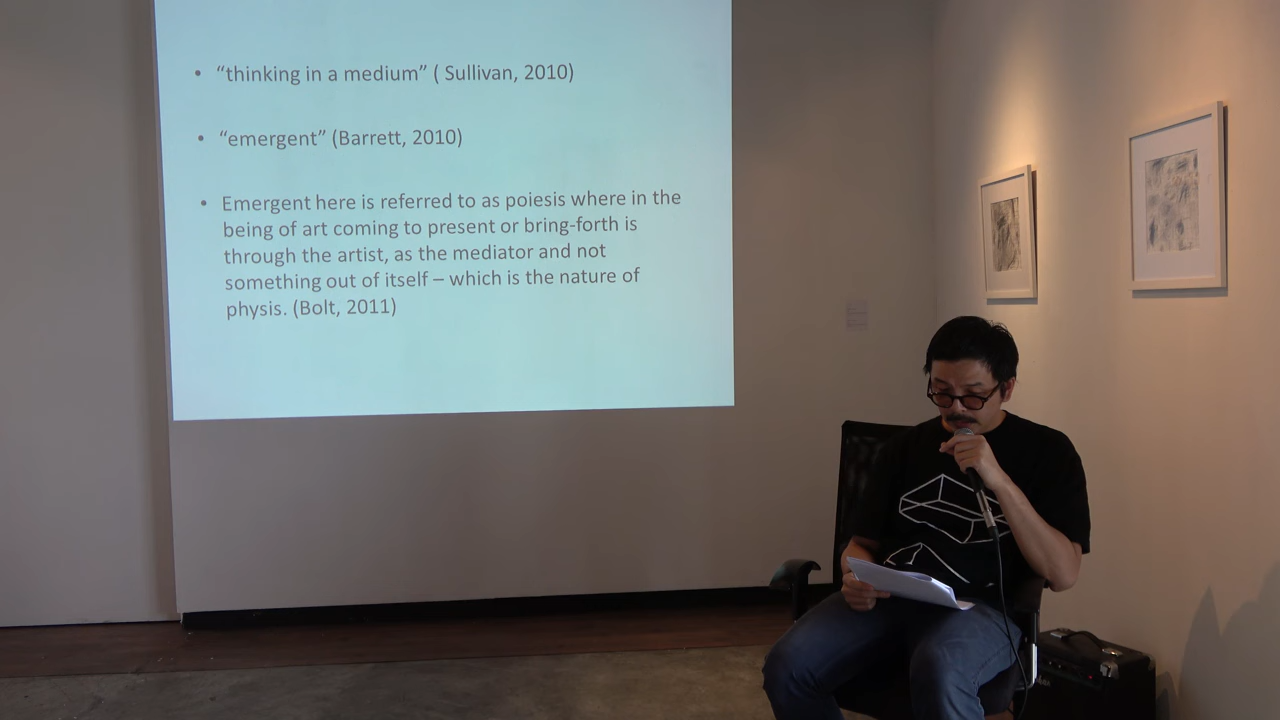 • “thinking in a medium” ( Sullivan, 2010)
• “emergent” (Barrett, 2010)
• Emergent here is referred to as poiesis where in the
being of art coming to present or bring-forth is
through the artist, as the mediator and not
something out of itself – which is the nature of
physis. (Bolt, 2011)